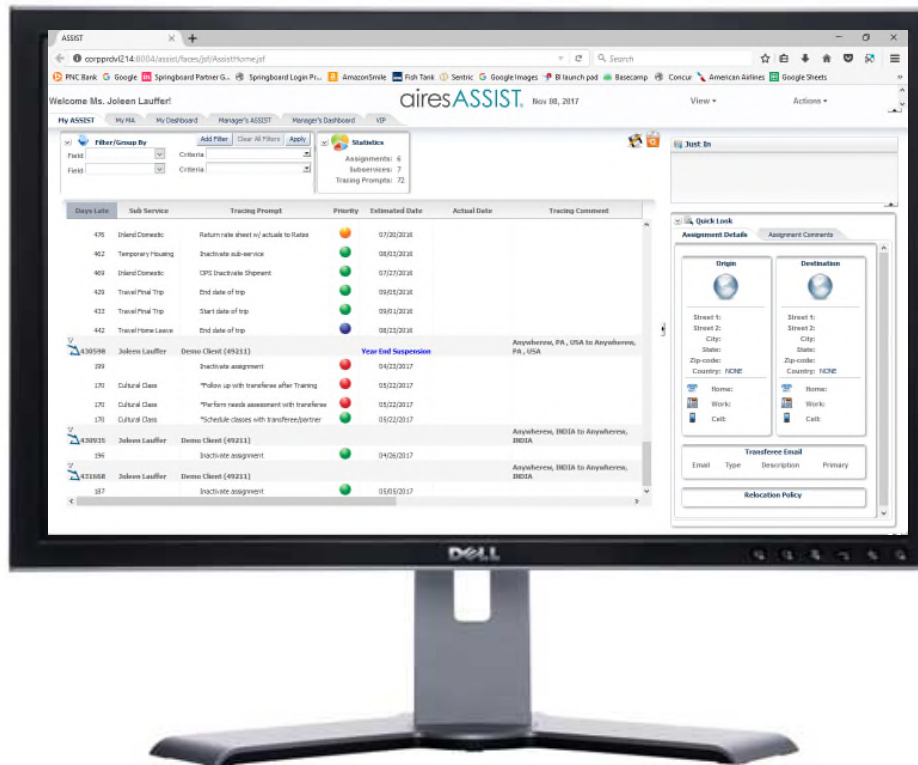 ASSIST
corpprdvl214:8004/assist/faces/jsf/AssistHome.jsf
Search
PNC Bank Google Springboard Partner G... Springboard Login Pr... AmazonSmile Fish Tank Sentric Google Images BI launch pad Basecamp Concur American Airlines Google Sheets
Welcome Ms. Joleen Lauffer!
airesASSIST. Nov 08, 2017
View
Actions
My ASSIST My MA My Dashboard Manager's ASSIST Manager's Dashboard VIP
Filter/Group By Add Filter Clear All Filters Apply
Field Criteria
Field Criteria
Statistics
Assignments: 6
Subservices: 7
Tracing Prompts: 72
Days Late Sub Service Tracing Prompt Priority Estimated Date Actual Date Tracing Comment
476 Inland Domestic Return rate sheet w/ actuals to Rates 07/20/2016
462 Temporary Housing Inactivate sub-service 08/03/2016
469 Inland Domestic OPS Inactivate Shipment 07/27/2016
429 Travel Final Trip End date of trip 09/05/2016
433 Travel Final Trip Start date of trip 09/01/2016
442 Travel Home Leave End date of trip 08/23/2016
430598 Joleen Lauffer Demo Client (49211) Year End Suspension Anywherew, PA , USA to Anywherew, PA , USA
199 Inactivate assignment 04/23/2017
170 Cultural Class *Follow up with transferee after Training 05/22/2017
170 Cultural Class *Perform needs assessment with transferee 05/22/2017
170 Cultural Class *Schedule classes with transferee/partner 05/22/2017
430935 Joleen Lauffer Demo Client (49211) Anywherew, INDIA to Anywherew, INDIA
196 Inactivate assignment 04/26/2017
431668 Joleen Lauffer Demo Client (49211) Anywherew, INDIA to Anywherew, INDIA
187 Inactivate assignment 05/05/2017
Just In
Quick Look
Assignment Details Assignment Comments
Origin
Street 1:
Street 2:
City:
State:
Zip-code:
Country: NONE
Home:
Work:
Cell:
Destination
Street 1:
Street 2:
City:
State:
Zip-code:
Country: NONE
Home:
Work:
Cell:
Transferee Email
Email Type Description Primary
Relocation Policy
DELL